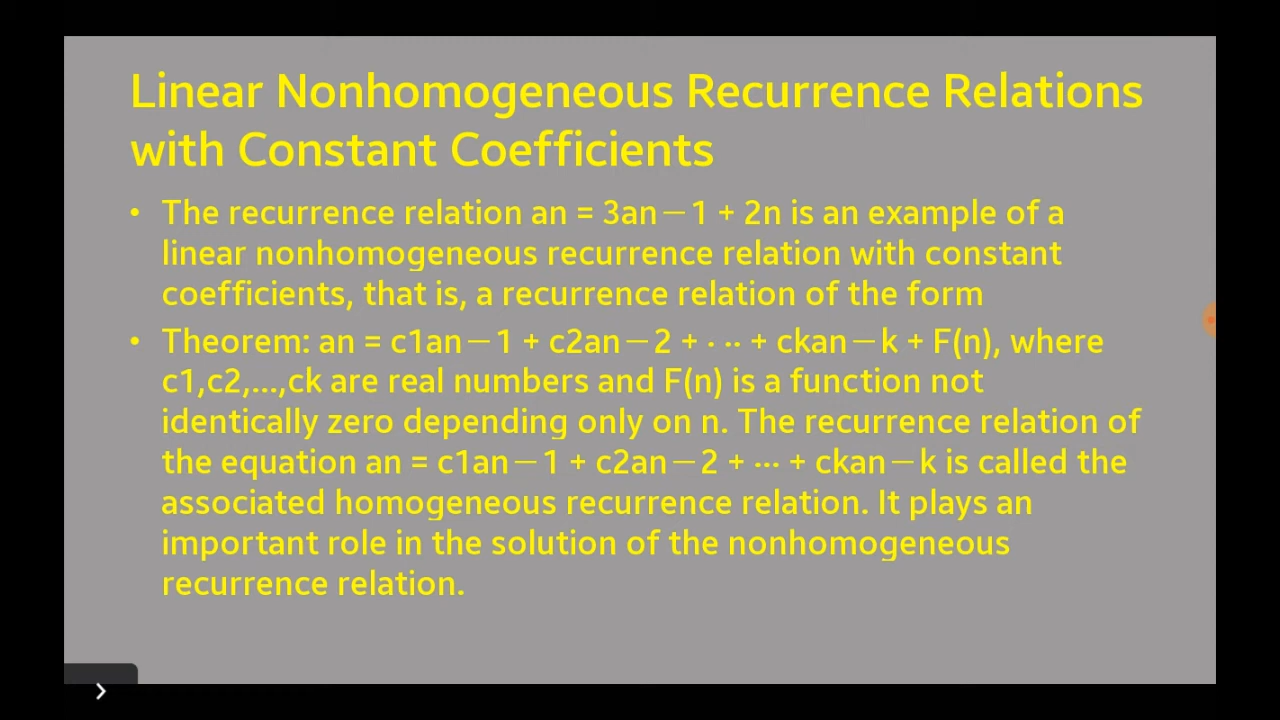 Linear Nonhomogeneous Recurrence Relations
with Constant Coefficients
• The recurrence relation an = 3an−1 + 2n is an example of a
linear nonhomogeneous recurrence relation with constant
coefficients, that is, a recurrence relation of the form
• Theorem: an = c1an−1 + c2an−2 + · ·· + ckan−k + F(n), where
c1,c2,...,ck are real numbers and F(n) is a function not
identically zero depending only on n. The recurrence relation of
the equation an = c1an−1 + c2an−2 + ··· + ckan−k is called the
associated homogeneous recurrence relation. It plays an
important role in the solution of the nonhomogeneous
recurrence relation.